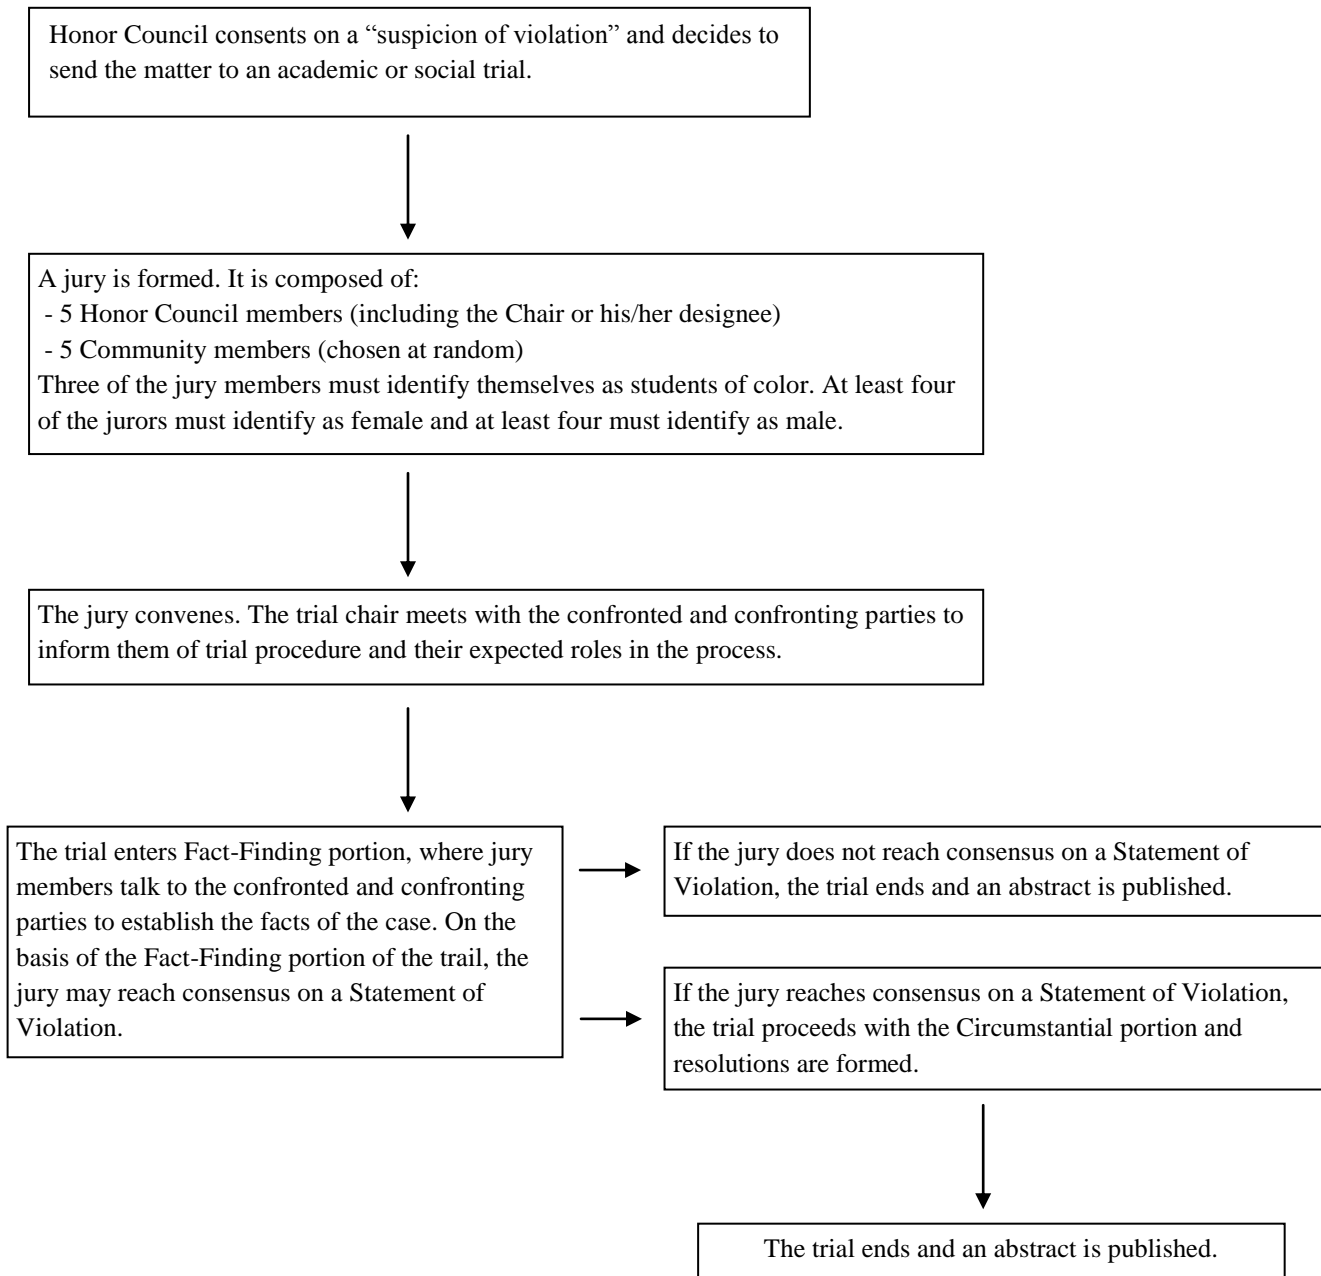 Honor Council consents on a “suspicion of violation” and decides to
send the matter to an academic or social trial.
A jury is formed. It is composed of:
- 5 Honor Council members (including the Chair or his/her designee)
- 5 Community members (chosen at random)
Three of the jury members must identify themselves as students of color. At least four
of the jurors must identify as female and at least four must identify as male.
The jury convenes. The trial chair meets with the confronted and confronting parties to
inform them of trial procedure and their expected roles in the process.
The trial enters Fact-Finding portion, where jury
members talk to the confronted and confronting
parties to establish the facts of the case. On the
basis of the Fact-Finding portion of the trail, the
jury may reach consensus on a Statement of
Violation.
If the jury does not reach consensus on a Statement of
Violation, the trial ends and an abstract is published.
If the jury reaches consensus on a Statement of Violation,
the trial proceeds with the Circumstantial portion and
resolutions are formed.
The trial ends and an abstract is published.